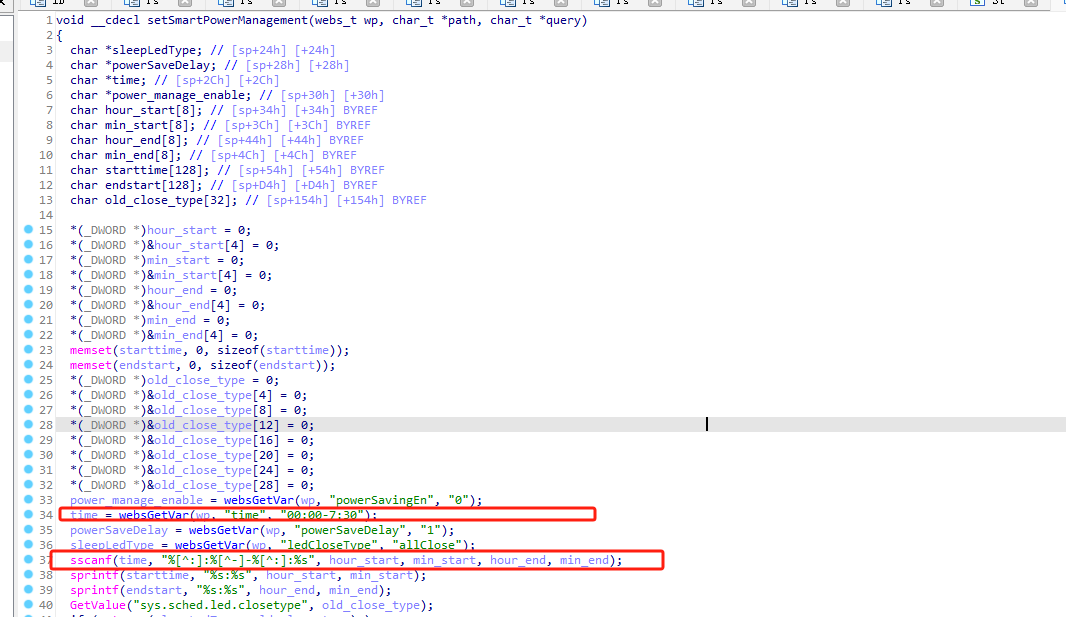 1 void __cdecl setSmartPowerManagement(webs_t wp, char_t *path, char_t *query)
2 {
3 char *sleepLedType; // [sp+24h] [+24h]
4 char *powerSaveDelay; // [sp+28h] [+28h]
5 char *time; // [sp+2Ch] [+2Ch]
6 char *power_manage_enable; // [sp+30h] [+30h]
7 char hour_start[8]; // [sp+34h] [+34h] BYREF
8 char min_start[8]; // [sp+3Ch] [+3Ch] BYREF
9 char hour_end[8]; // [sp+44h] [+44h] BYREF
10 char min_end[8]; // [sp+4Ch] [+4Ch] BYREF
11 char starttime[128]; // [sp+54h] [+54h] BYREF
12 char endstart[128]; // [sp+D4h] [+D4h] BYREF
13 char old_close_type[32]; // [sp+154h] [+154h] BYREF
14
15 *(_DWORD *)hour_start = 0;
16 *(_DWORD *)&hour_start[4] = 0;
17 *(_DWORD *)min_start = 0;
18 *(_DWORD *)&min_start[4] = 0;
19 *(_DWORD *)hour_end = 0;
20 *(_DWORD *)&hour_end[4] = 0;
21 *(_DWORD *)min_end = 0;
22 *(_DWORD *)&min_end[4] = 0;
23 memset(starttime, 0, sizeof(starttime));
24 memset(endstart, 0, sizeof(endstart));
25 *(_DWORD *)old_close_type = 0;
26 *(_DWORD *)&old_close_type[4] = 0;
27 *(_DWORD *)&old_close_type[8] = 0;
28 *(_DWORD *)&old_close_type[12] = 0;
29 *(_DWORD *)&old_close_type[16] = 0;
30 *(_DWORD *)&old_close_type[20] = 0;
31 *(_DWORD *)&old_close_type[24] = 0;
32 *(_DWORD *)&old_close_type[28] = 0;
33 power_manage_enable = websGetVar(wp, "powerSavingEn", "0");
34 time = websGetVar(wp, "time", "00:00-7:30");
35 powerSaveDelay = websGetVar(wp, "powerSaveDelay", "1");
36 sleepLedType = websGetVar(wp, "ledCloseType", "allClose");
37 sscanf(time, "%[^:]:%[^-]-%[^:]:%s", hour_start, min_start, hour_end, min_end);
38 sprintf(starttime, "%s:%s", hour_start, min_start);
39 sprintf(endstart, "%s:%s", hour_end, min_end);
40 GetValue("sys.sched.led.closetype", old_close_type);